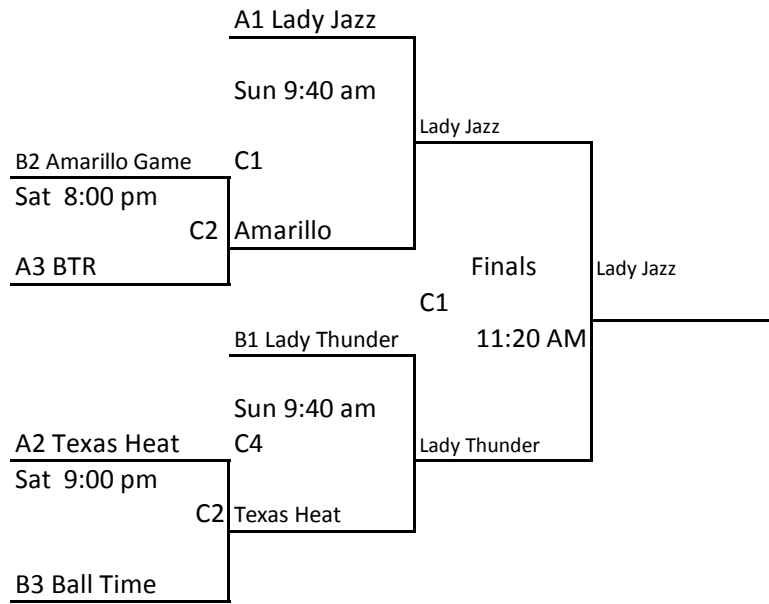 A1 Lady Jazz
Sun 9:40 am
Lady Jazz
B2 Amarillo Game
C1
Sat 8:00 pm
C2
Amarillo
A3 BTR
Finals
Lady Jazz
C1
B1 Lady Thunder
11:20 AM
Sun 9:40 am
A2 Texas Heat
C4
Lady Thunder
Sat 9:00 pm
C2
Texas Heat
B3 Ball Time